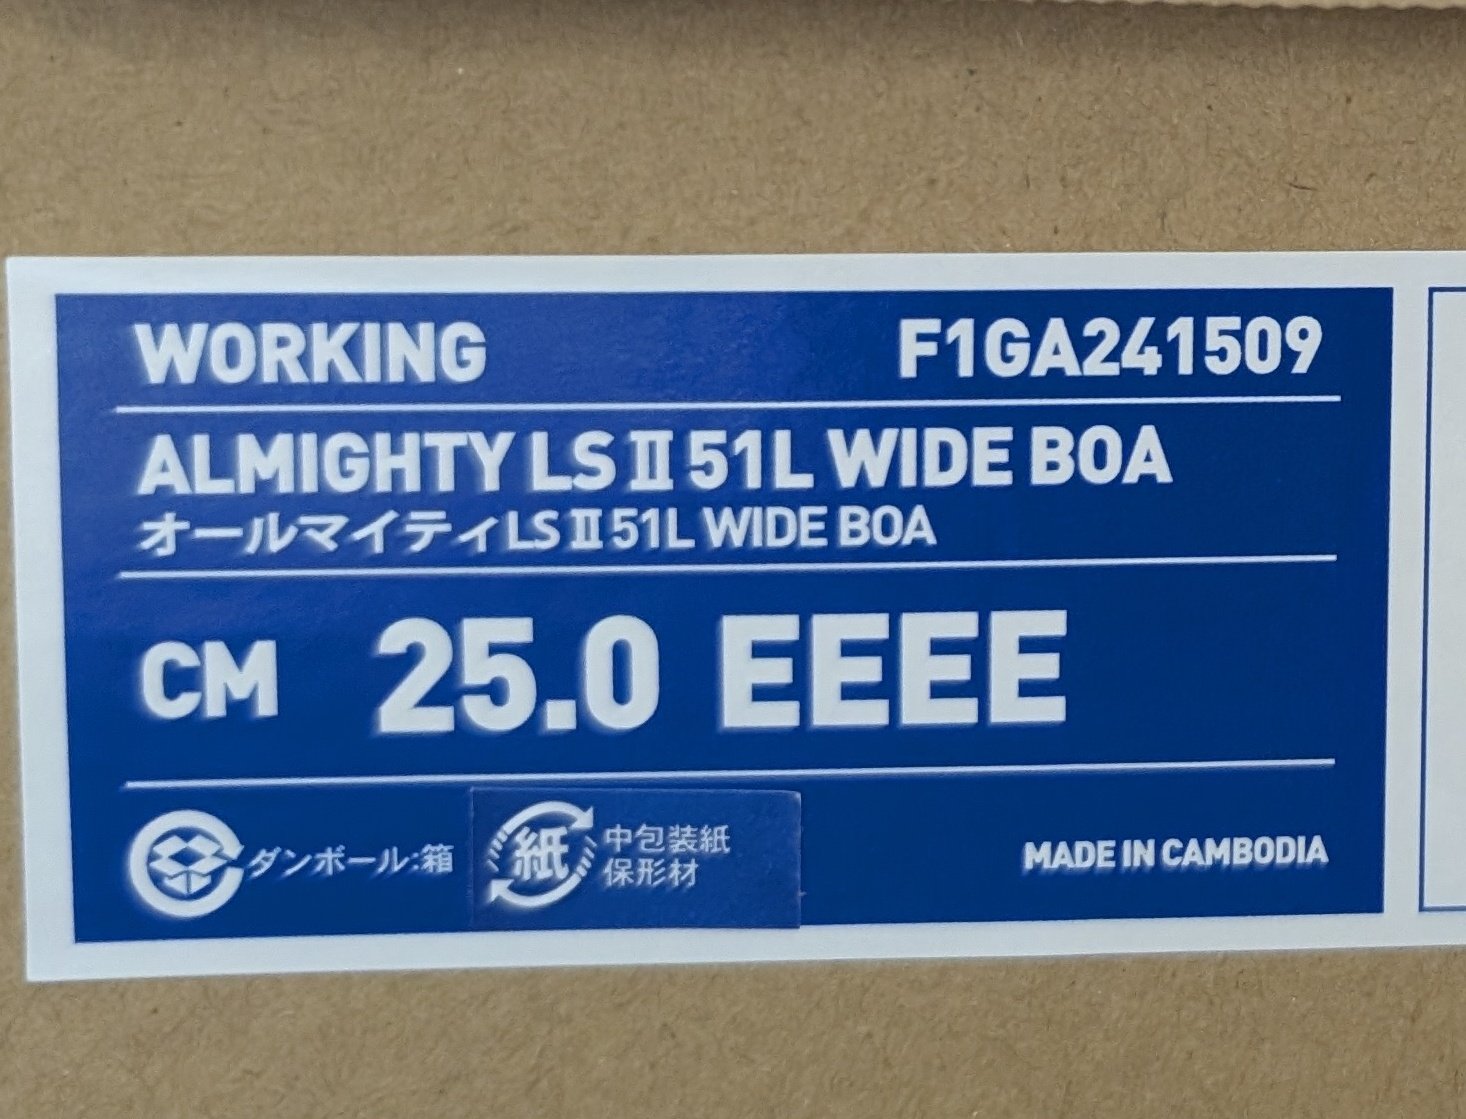 WORKING F1GA241509
ALMIGHTY LS Ⅱ 51L WIDE BOA
オールマイティLS Ⅱ 51L WIDE BOA
CM 25.0 EEEE
ダンボール:箱
紙
中包装紙
保形材
MADE IN CAMBODIA